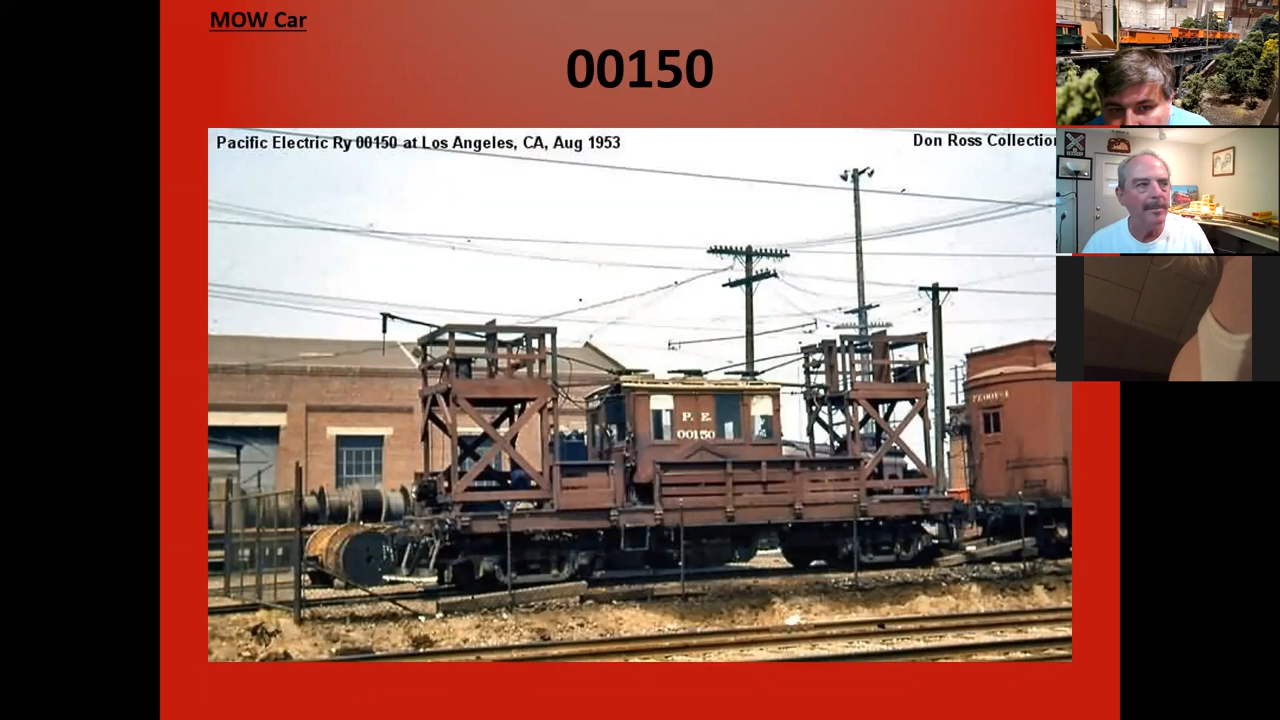 MOW Car
00150
Pacific Electric Ry 00150 at Los Angeles, CA, Aug 1953
Don Ross Collection
P. E.
00150